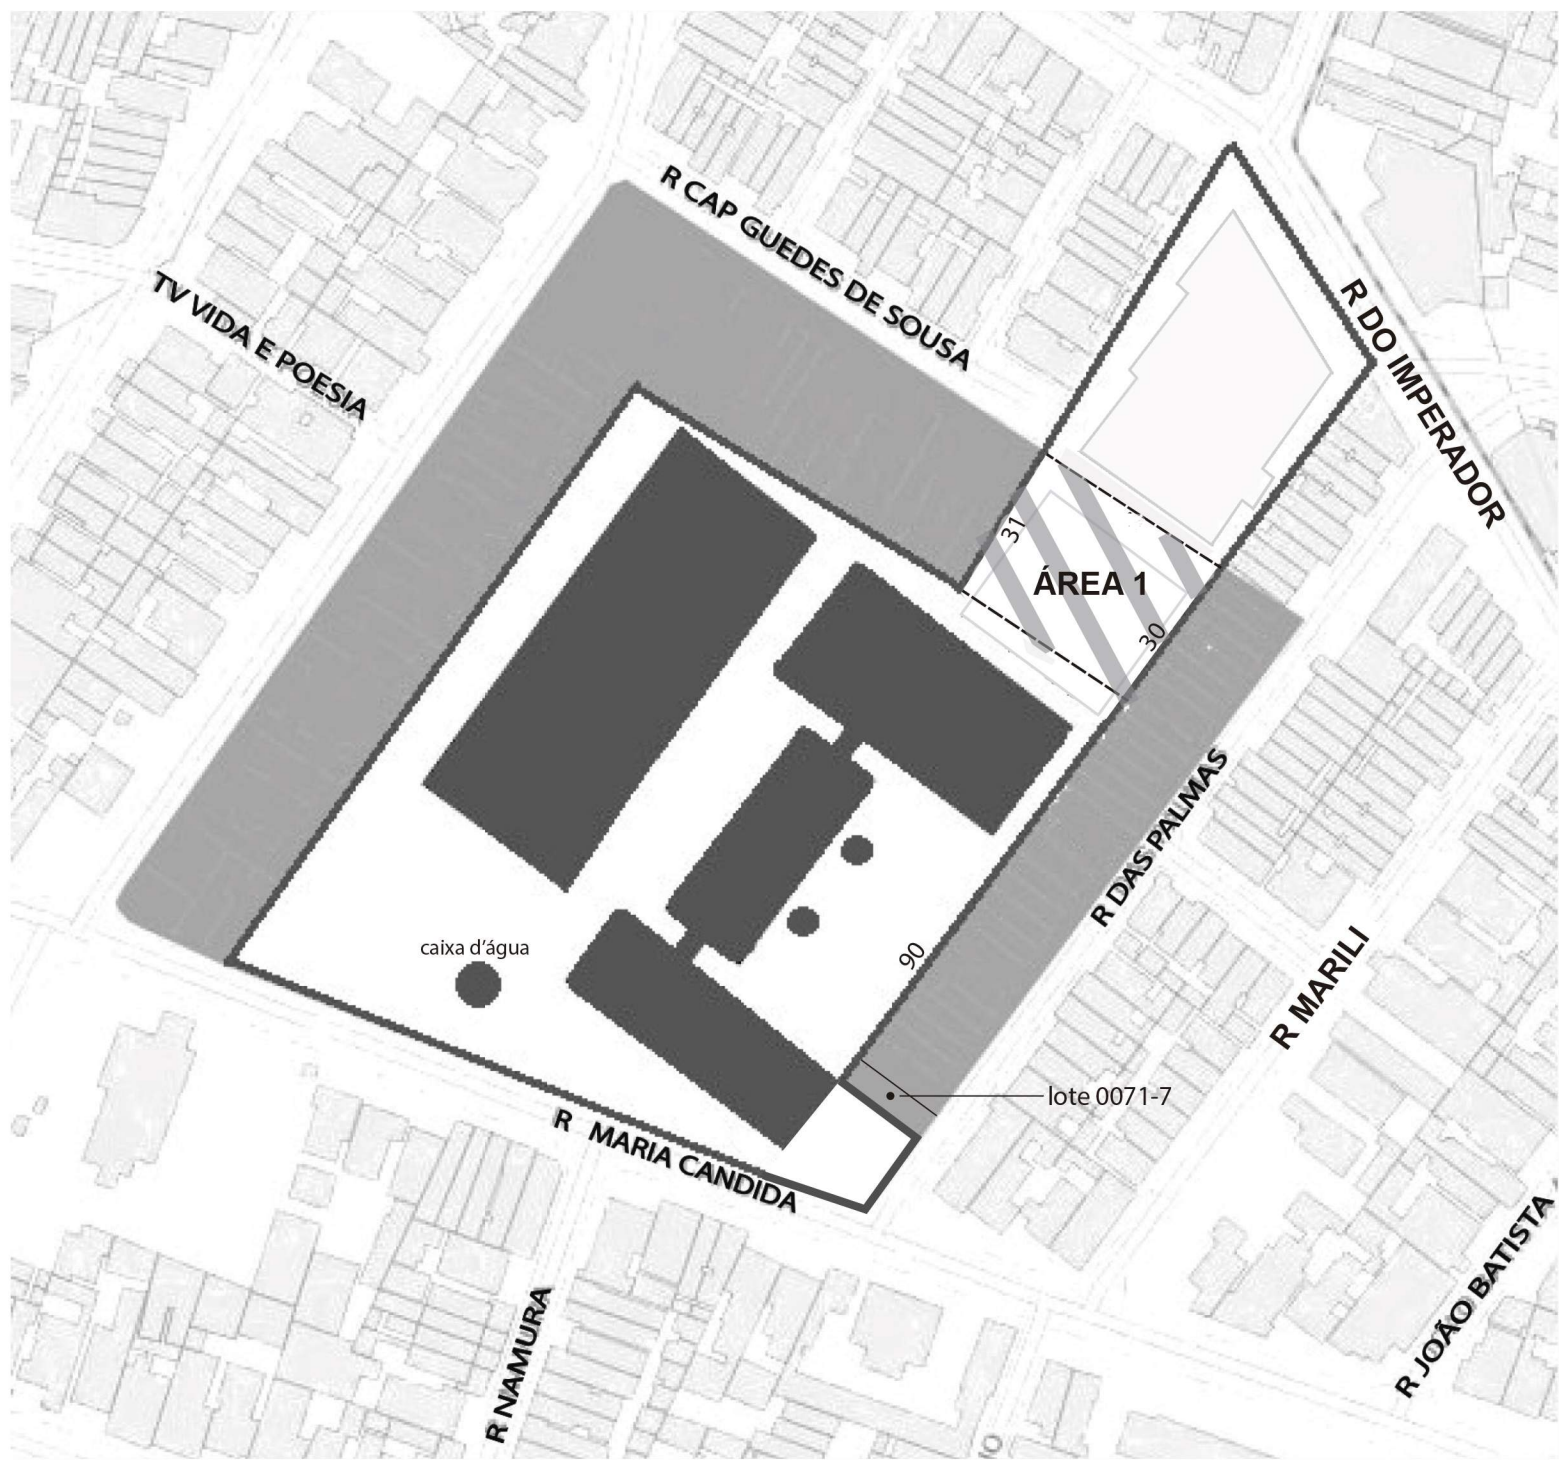 R CAP GUEDES DE SOUSA
TV VIDA E POESIA
R DO IMPERADOR
31
ÁREA 1
30
R DAS PALMAS
90
caixa d'água
R MARILI
lote 0071-7
R MARIA CANDIDA
R NAMURA
R JOÃO BATISTA